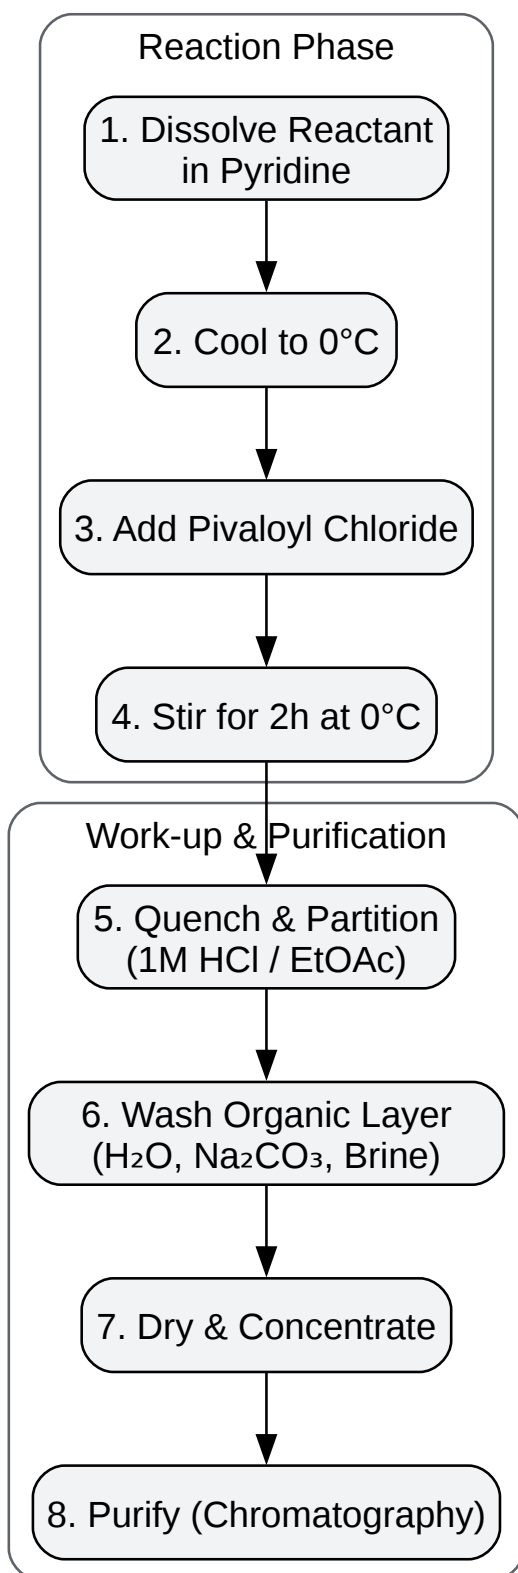 Reaction Phase
1. Dissolve Reactant
in Pyridine
2. Cool to 0°C
3. Add Pivaloyl Chloride
4. Stir for 2h at 0°C
Work-up & Purification
5. Quench & Partition
(1M HCl / EtOAc)
6. Wash Organic Layer
(H₂O, Na₂CO₃, Brine)
7. Dry & Concentrate
8. Purify (Chromatography)